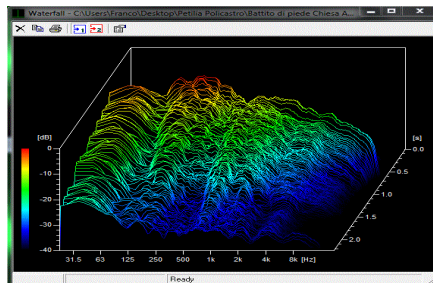 Waterfall - C:\Users\Franco\Desktop\Petilia Policastro\Battito di piede Chiesa A...
1 2
[dB]
0
-10
-20
-30
-40
31.5 63 125 250 500 1k 2k 4k 8k [Hz]
[s]
0.0
0.5
1.0
1.5
2.0
Ready